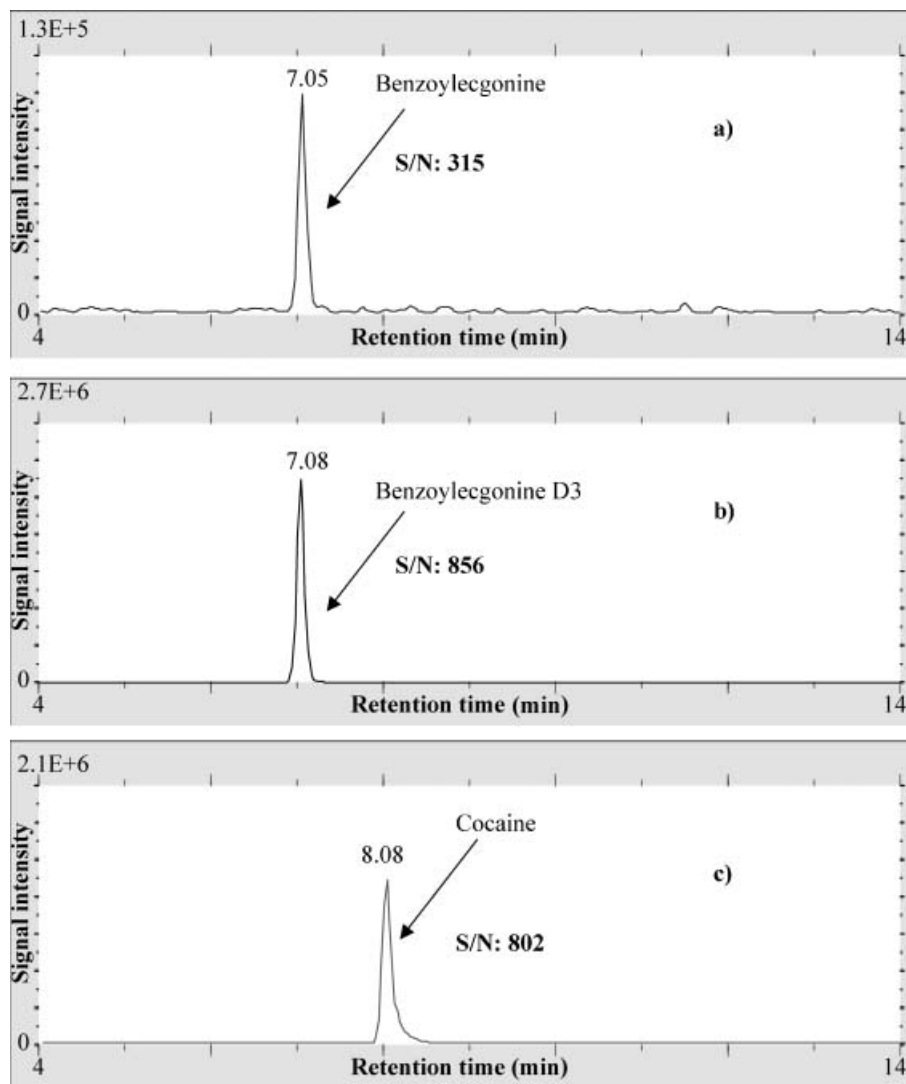 1.3E+5
7.05
Benzoylecgonine
a)
S/N: 315
Signal intensity
0
4
Retention time (min)
14
2.7E+6
7.08
Benzoylecgonine D3
b)
S/N: 856
Signal intensity
0
4
Retention time (min)
14
2.1E+6
Cocaine
8.08
c)
S/N: 802
Signal intensity
0
4
Retention time (min)
14